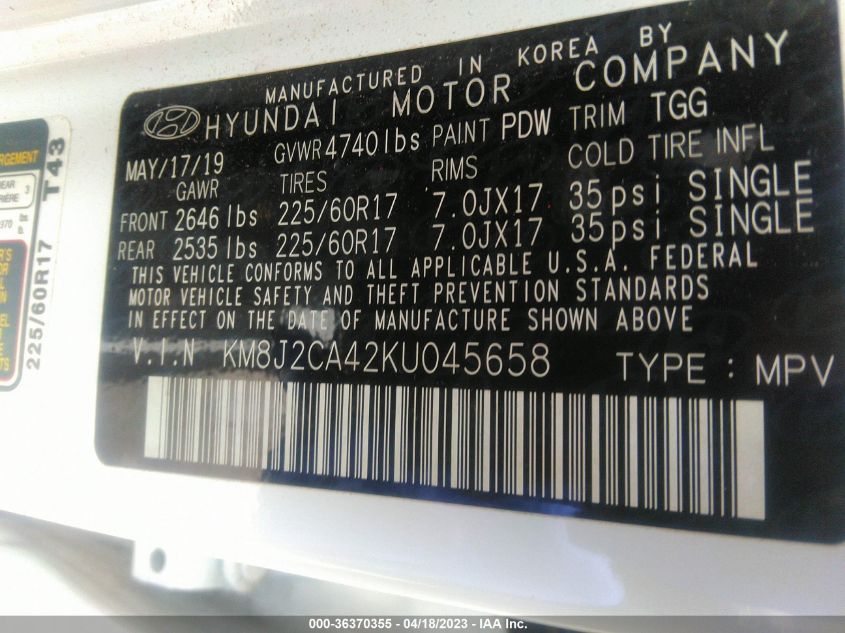 MANUFACTURED IN KOREA BY
HYUNDAI MOTOR COMPANY
MAY/17/19 GVWR 4740lbs PAINT PDW TRIM TGG
GAWR TIRES RIMS COLD TIRE INFL
FRONT 2646 lbs 225/60R17 7.0JX17 35psi SINGLE
REAR 2535 lbs 225/60R17 7.0JX17 35psi SINGLE
THIS VEHICLE CONFORMS TO ALL APPLICABLE U.S.A. FEDERAL
MOTOR VEHICLE SAFETY AND THEFT PREVENTION STANDARDS
IN EFFECT ON THE DATE OF MANUFACTURE SHOWN ABOVE
V.I.N KM8J2CA42KU045658 TYPE : MPV
T43
225/60R17
3
000-36370355 - 04/18/2023 - IAA Inc.